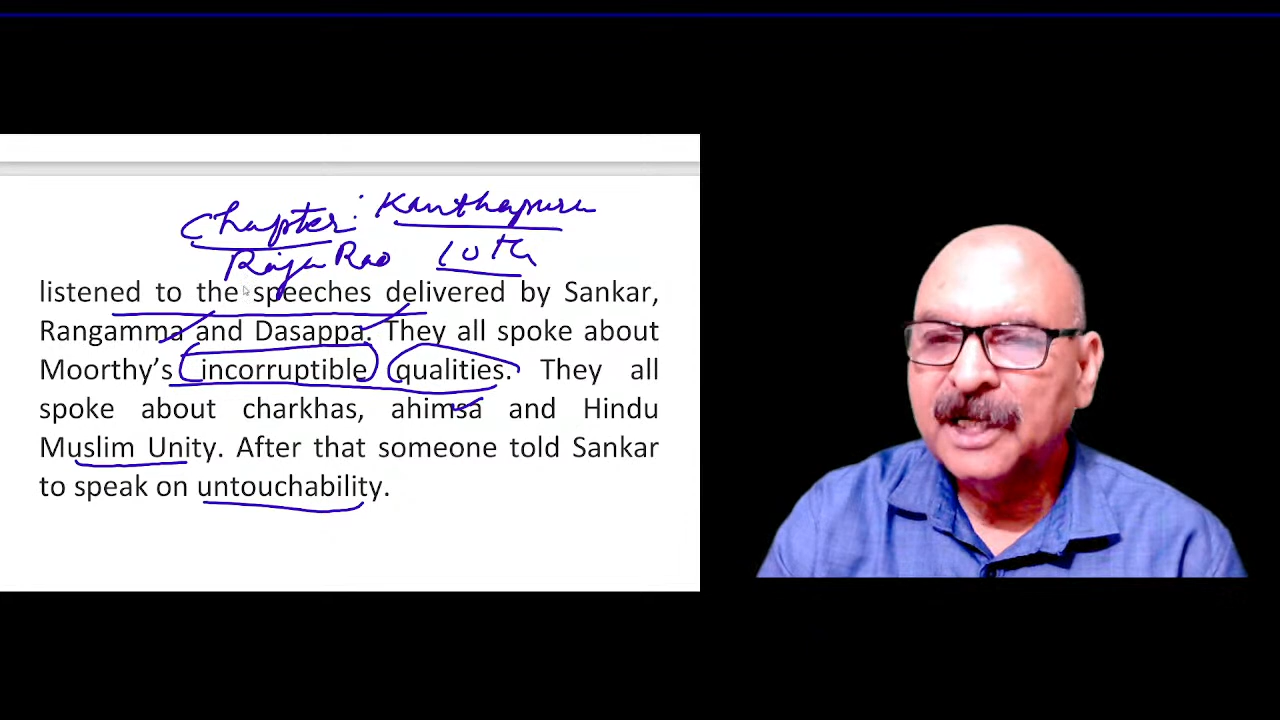 Chapter: Kanthapura
Raja Rao 10th
listened to the speeches delivered by Sankar,
Rangamma and Dasappa. They all spoke about
Moorthy's incorruptible qualities. They all
spoke about charkhas, ahimsa and Hindu
Muslim Unity. After that someone told Sankar
to speak on untouchability.